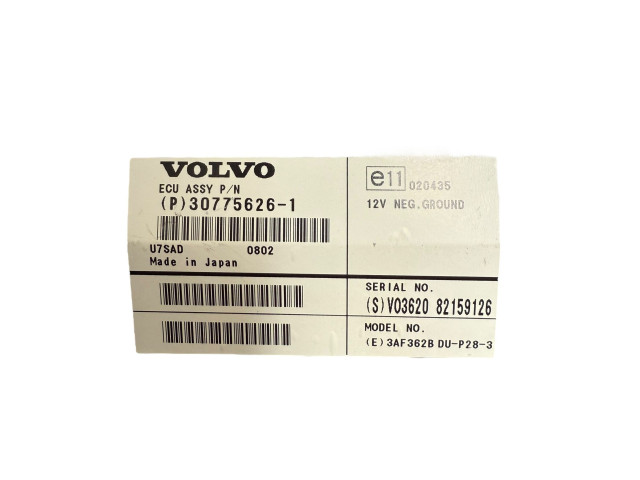 VOLVO
ECU ASSY P/N
(P)30775626-1
U7SAD 0802
Made in Japan
e11 020435
12V NEG.GROUND
SERIAL NO.
(S)VO3620 82159126
MODEL NO.
(E)3AF362B DU-P28-3